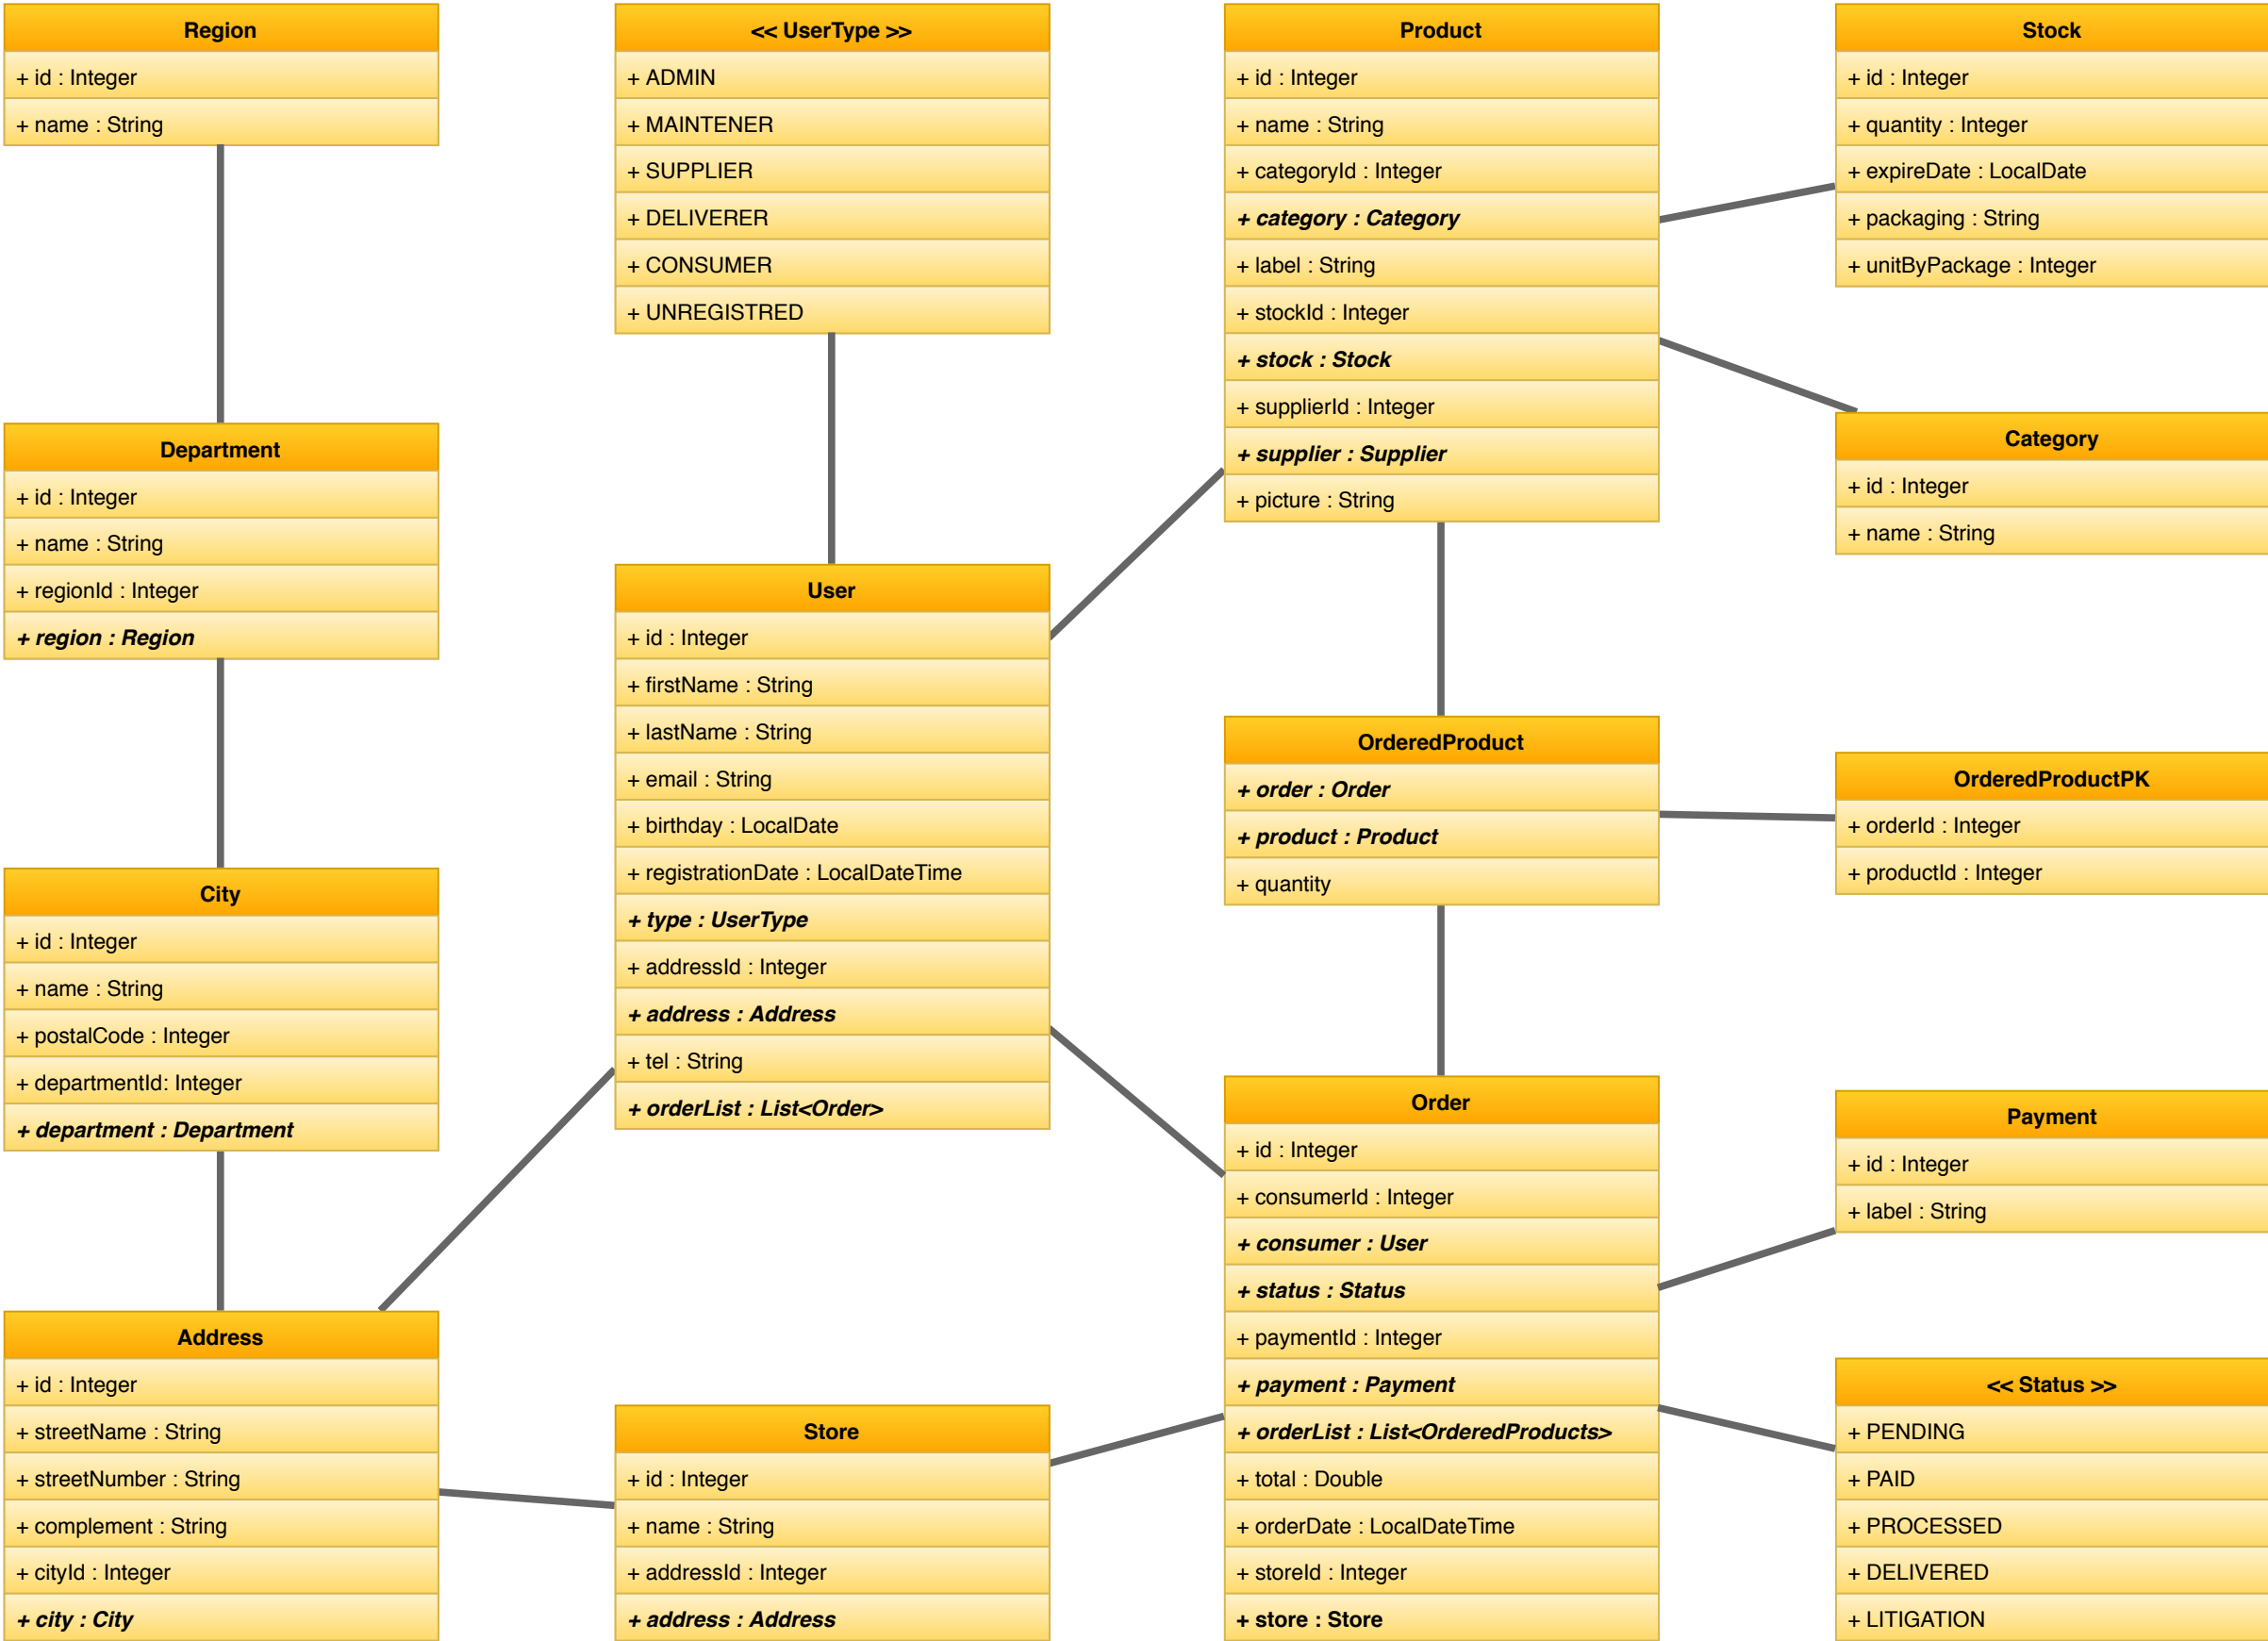 Region
+ id : Integer
+ name : String
Department
+ id : Integer
+ name : String
+ regionId : Integer
+ region : Region
City
+ id : Integer
+ name : String
+ postalCode : Integer
+ departmentId: Integer
+ department : Department
Address
+ id : Integer
+ streetName : String
+ streetNumber : String
+ complement : String
+ cityId : Integer
+ city : City
<< UserType >>
+ ADMIN
+ MAINTENER
+ SUPPLIER
+ DELIVERER
+ CONSUMER
+ UNREGISTRED
User
+ id : Integer
+ firstName : String
+ lastName : String
+ email : String
+ birthday : LocalDate
+ registrationDate : LocalDateTime
+ type : UserType
+ addressId : Integer
+ address : Address
+ tel : String
+ orderList : List<Order>
Store
+ id : Integer
+ name : String
+ addressId : Integer
+ address : Address
Product
+ id : Integer
+ name : String
+ categoryId : Integer
+ category : Category
+ label : String
+ stockId : Integer
+ stock : Stock
+ supplierId : Integer
+ supplier : Supplier
+ picture : String
OrderedProduct
+ order : Order
+ product : Product
+ quantity
Order
+ id : Integer
+ consumerId : Integer
+ consumer : User
+ status : Status
+ paymentId : Integer
+ payment : Payment
+ orderList : List<OrderedProducts>
+ total : Double
+ orderDate : LocalDateTime
+ storeId : Integer
+ store : Store
Stock
+ id : Integer
+ quantity : Integer
+ expireDate : LocalDate
+ packaging : String
+ unitByPackage : Integer
Category
+ id : Integer
+ name : String
OrderedProductPK
+ orderId : Integer
+ productId : Integer
Payment
+ id : Integer
+ label : String
<< Status >>
+ PENDING
+ PAID
+ PROCESSED
+ DELIVERED
+ LITIGATION